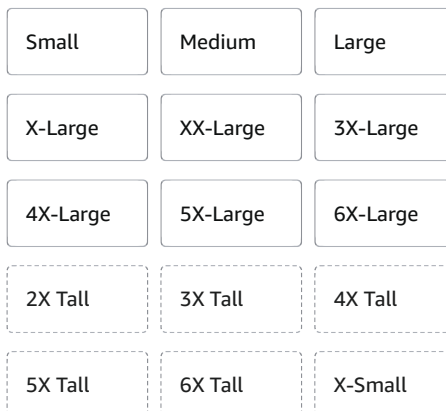 Small Medium Large
X-Large XX-Large 3X-Large
4X-Large 5X-Large 6X-Large
2X Tall 3X Tall 4X Tall
5X Tall 6X Tall X-Small